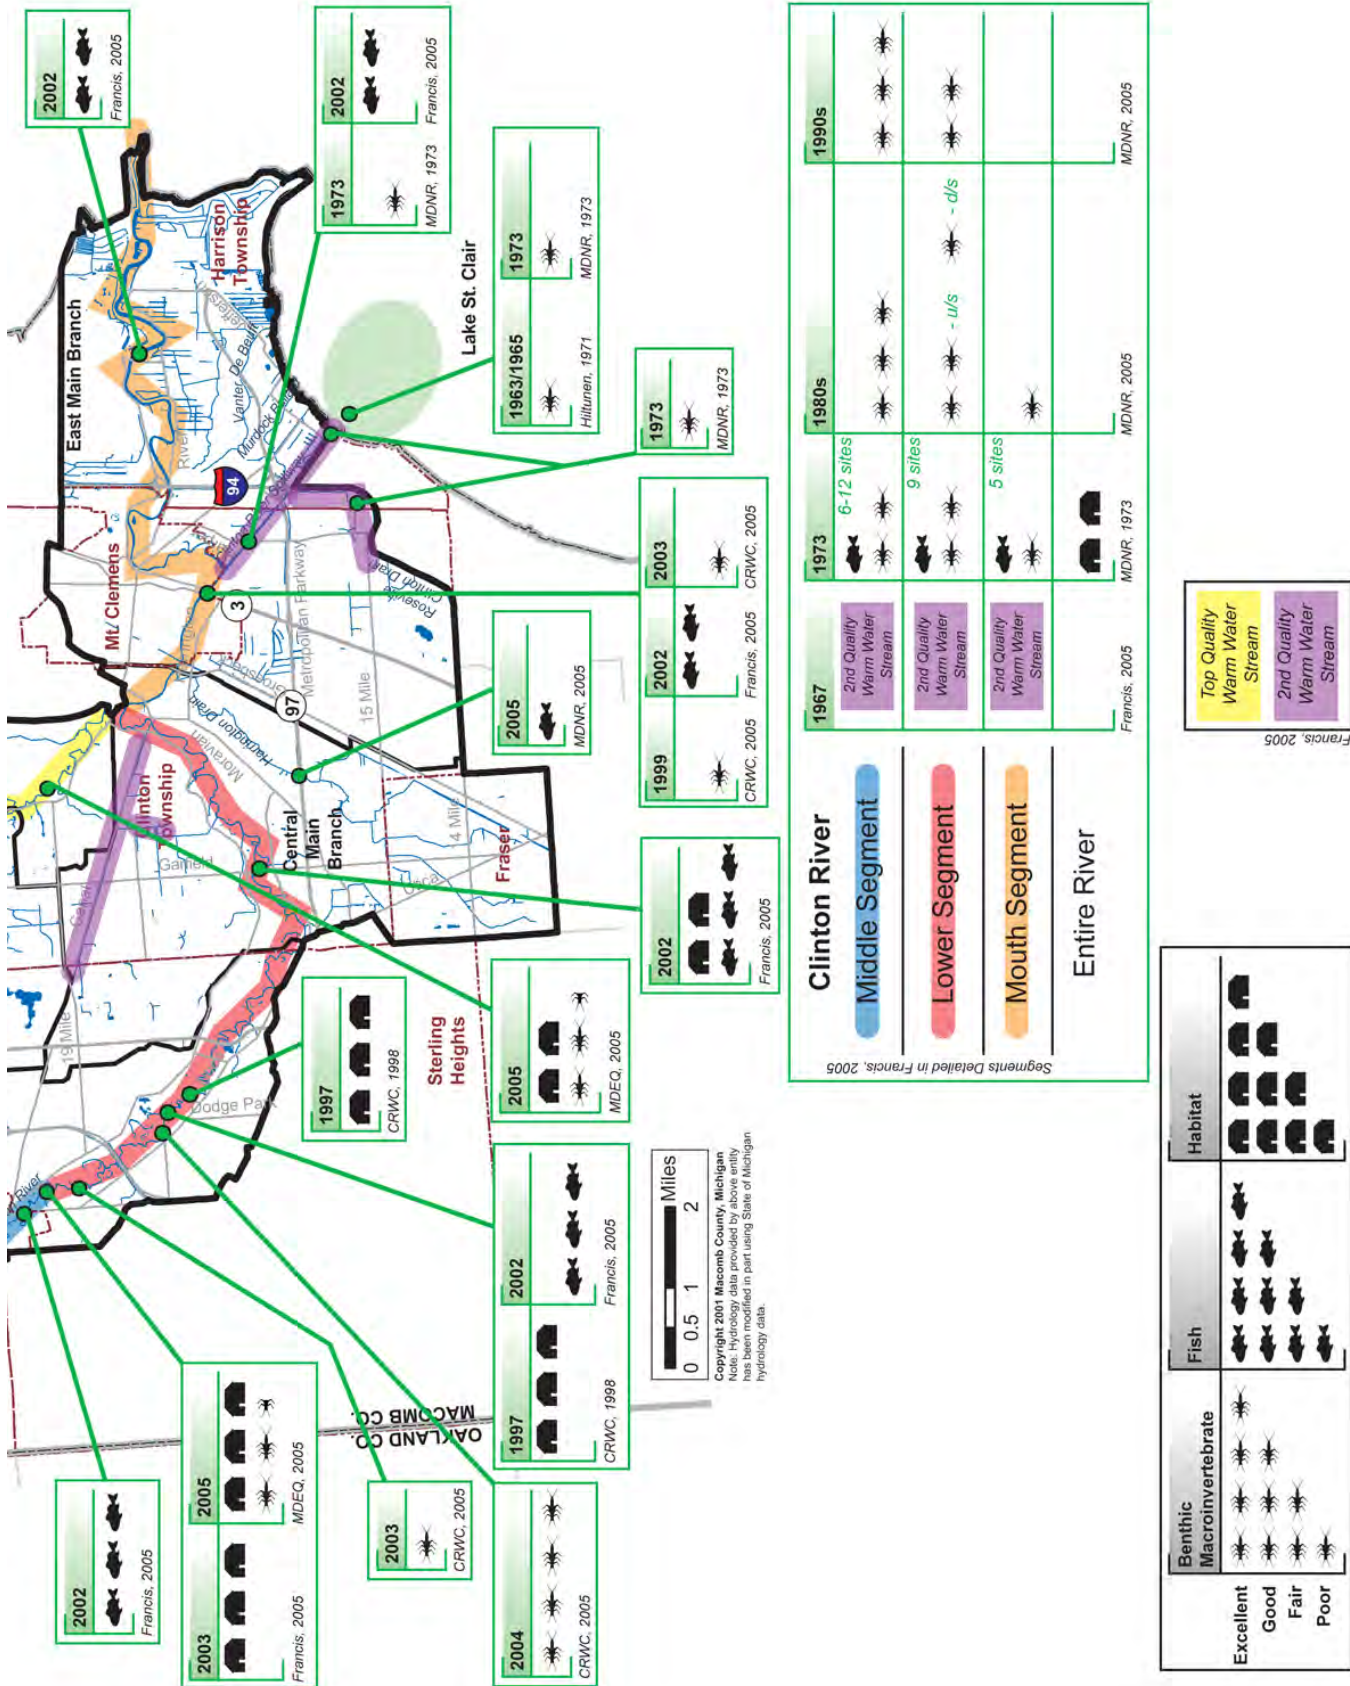 2002
Francis, 2005
1973
2002
MDNR, 1973
Francis, 2005
East Main Branch
Harrison
Township
Jefferson
River
94
Lake St. Clair
1963/1965
1973
Hiltunen, 1971
MDNR, 1973
1973
MDNR, 1973
Mt. Clemens
3
Metropolitan Parkway
Clinton Drain
1999
2002
2003
CRWC, 2005
Francis, 2005
CRWC, 2005
2005
MDNR, 2005
97
15 Mile
Harrington Drain
Moravian
Clinton
Township
Garfield
Central
Main
Branch
Utica
Fraser
Canal
19 Mile
2002
Francis, 2005
Sterling
Heights
Dodge Park
1997
CRWC, 1998
2005
MDEQ, 2005
1997
2002
CRWC, 1998
Francis, 2005
River
2002
Francis, 2005
2003
2005
Francis, 2005
MDEQ, 2005
2003
CRWC, 2005
2004
CRWC, 2005
OAKLAND CO.
MACOMB CO.
0 0.5 1 2
Miles
Copyright 2001 Macomb County, Michigan
Note: Hydrology data provided by above entity
has been modified in part using State of Michigan
hydrology data.
Clinton River
1967
1973
1980s
1990s
Middle Segment
2nd Quality
Warm Water
Stream
6-12 sites
Lower Segment
2nd Quality
Warm Water
Stream
9 sites
- u/s
- d/s
Mouth Segment
2nd Quality
Warm Water
Stream
5 sites
Entire River
Francis, 2005
MDNR, 1973
MDNR, 2005
MDNR, 2005
Segments Detailed in Francis, 2005
Top Quality
Warm Water
Stream
2nd Quality
Warm Water
Stream
Francis, 2005
Benthic
Macroinvertebrate
Fish
Habitat
Excellent
Good
Fair
Poor